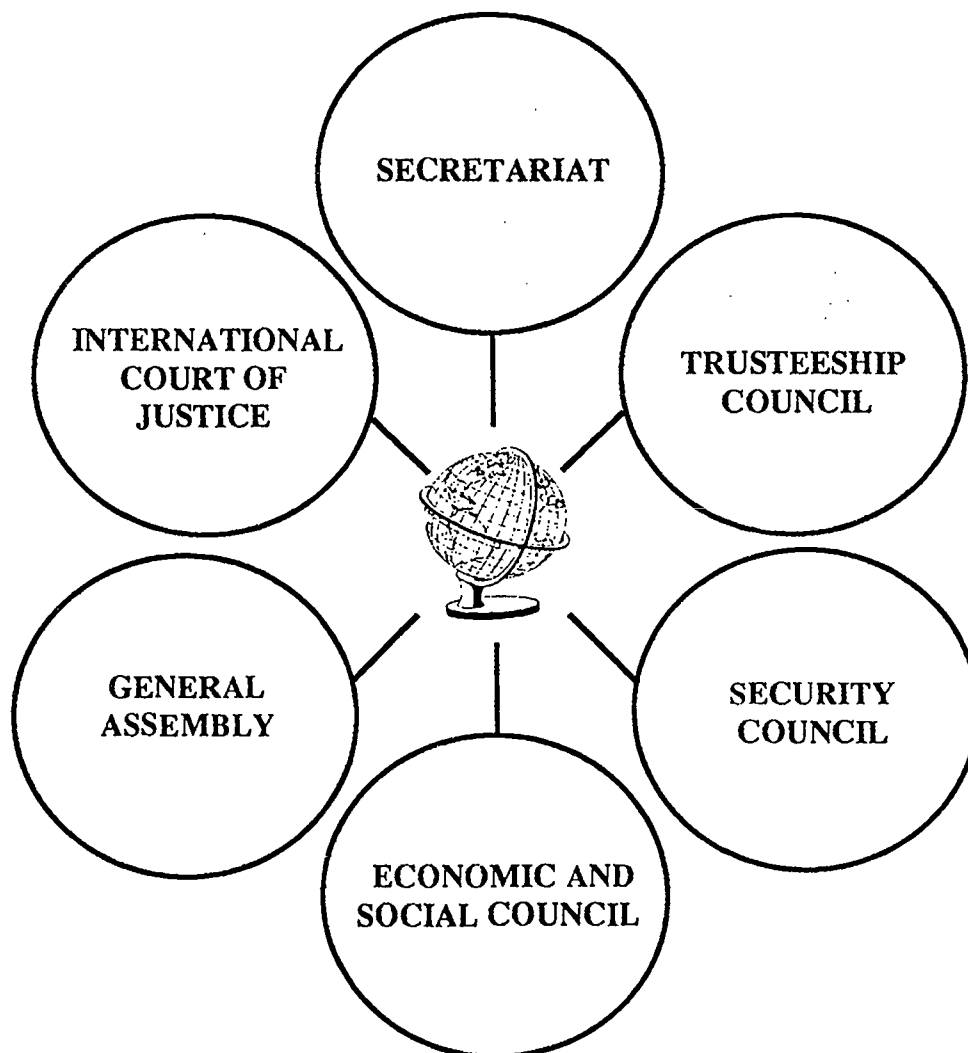 SECRETARIAT
INTERNATIONAL
COURT OF
JUSTICE
TRUSTEESHIP
COUNCIL
GENERAL
ASSEMBLY
SECURITY
COUNCIL
ECONOMIC AND
SOCIAL COUNCIL